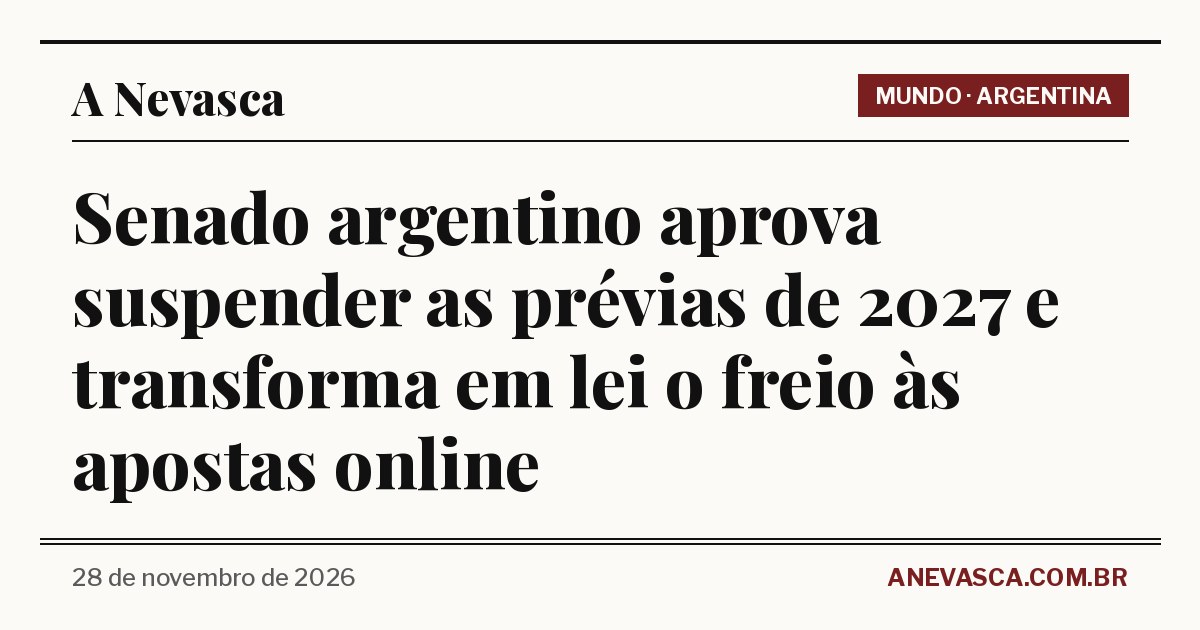 A Nevasca
MUNDO · ARGENTINA
Senado argentino aprova
suspender as prévias de 2027 e
transforma em lei o freio às
apostas online
28 de novembro de 2026
ANEVASCA.COM.BR